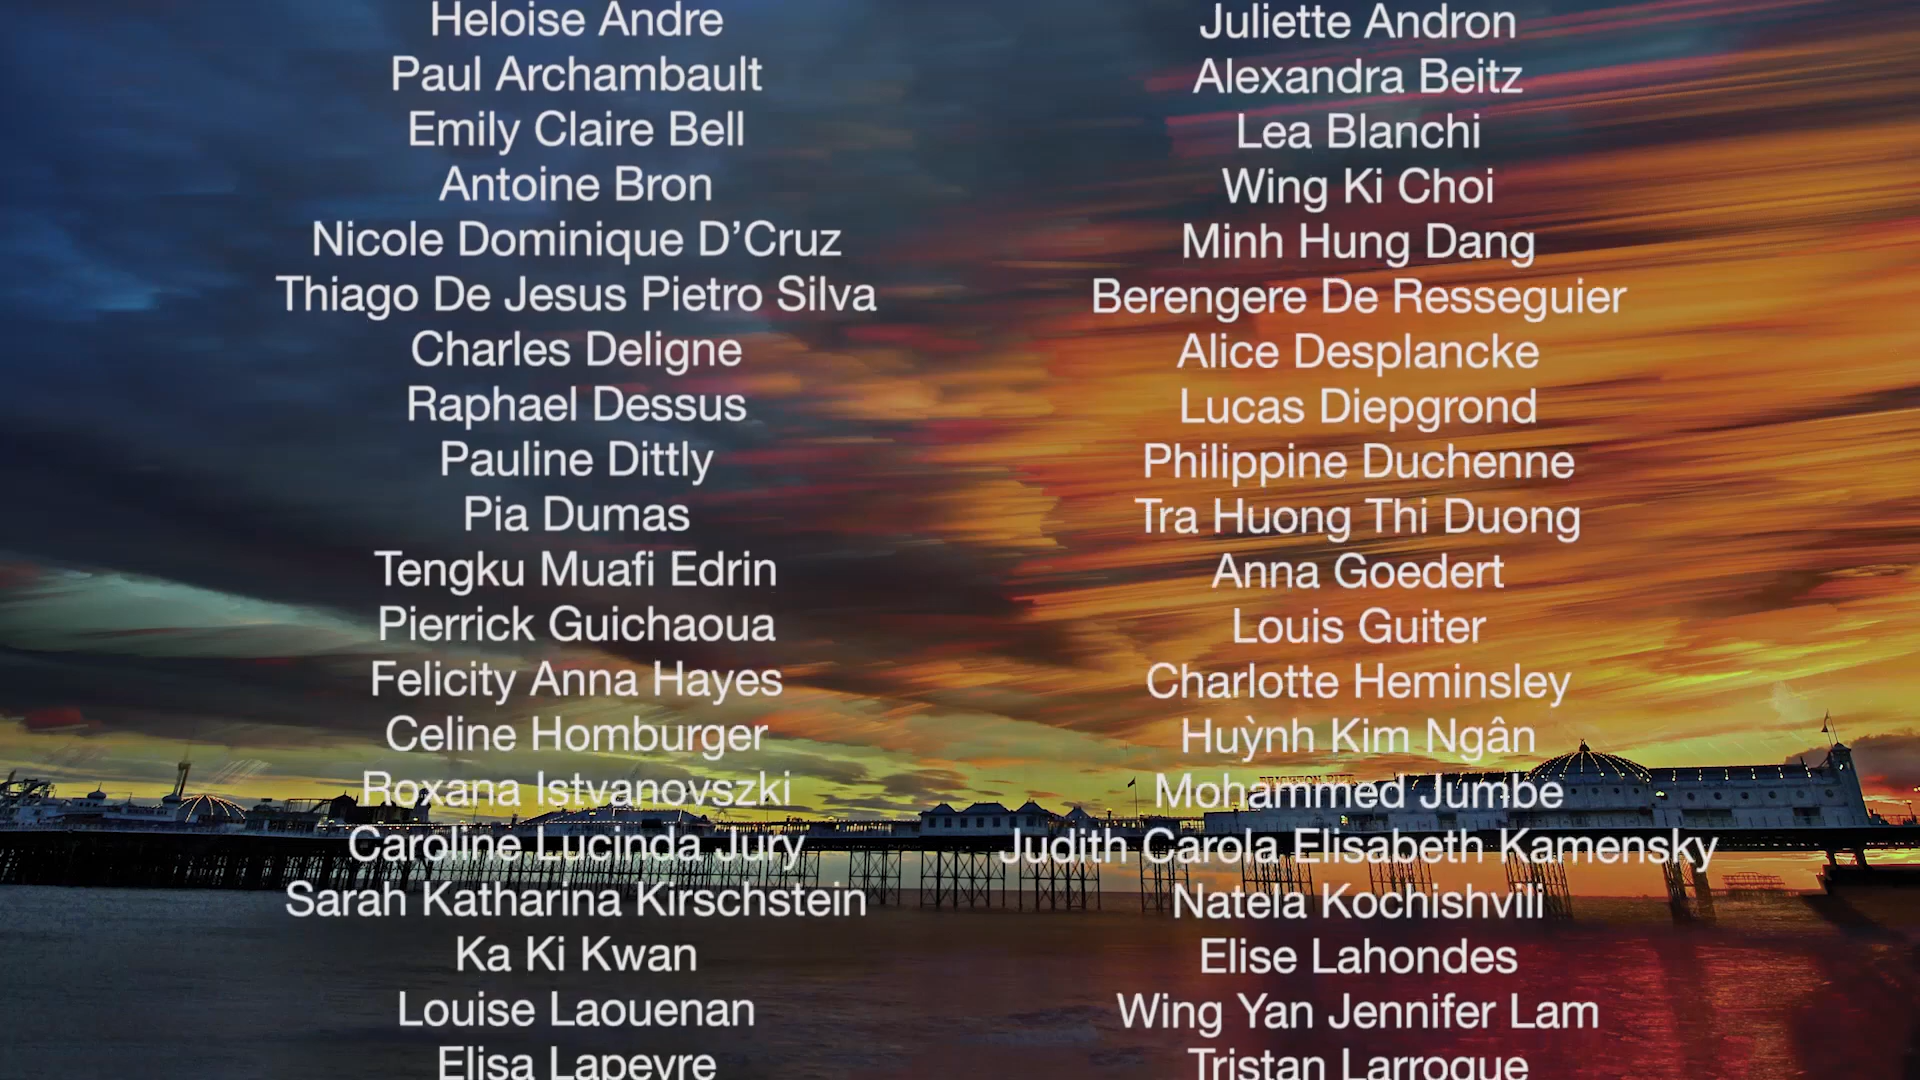 Heloise Andre
Juliette Andron
Paul Archambault
Alexandra Beitz
Emily Claire Bell
Lea Blanchi
Antoine Bron
Wing Ki Choi
Nicole Dominique D’Cruz
Minh Hung Dang
Thiago De Jesus Pietro Silva
Berengere De Resseguier
Charles Deligne
Alice Desplancke
Raphael Dessus
Lucas Diepgrond
Pauline Dittly
Philippine Duchenne
Pia Dumas
Tra Huong Thi Duong
Tengku Muafi Edrin
Anna Goedert
Pierrick Guichaoua
Louis Guiter
Felicity Anna Hayes
Charlotte Heminsley
Celine Homburger
Huỳnh Kim Ngân
Roxana Istvanovszki
BRIGHTON PIER
Mohammed Jumbe
Caroline Lucinda Jury
Judith Carola Elisabeth Kamensky
Sarah Katharina Kirschstein
Natela Kochishvili
Ka Ki Kwan
Elise Lahondes
Louise Laouenan
Wing Yan Jennifer Lam
Elisa Lapeyre
Tristan Larroque